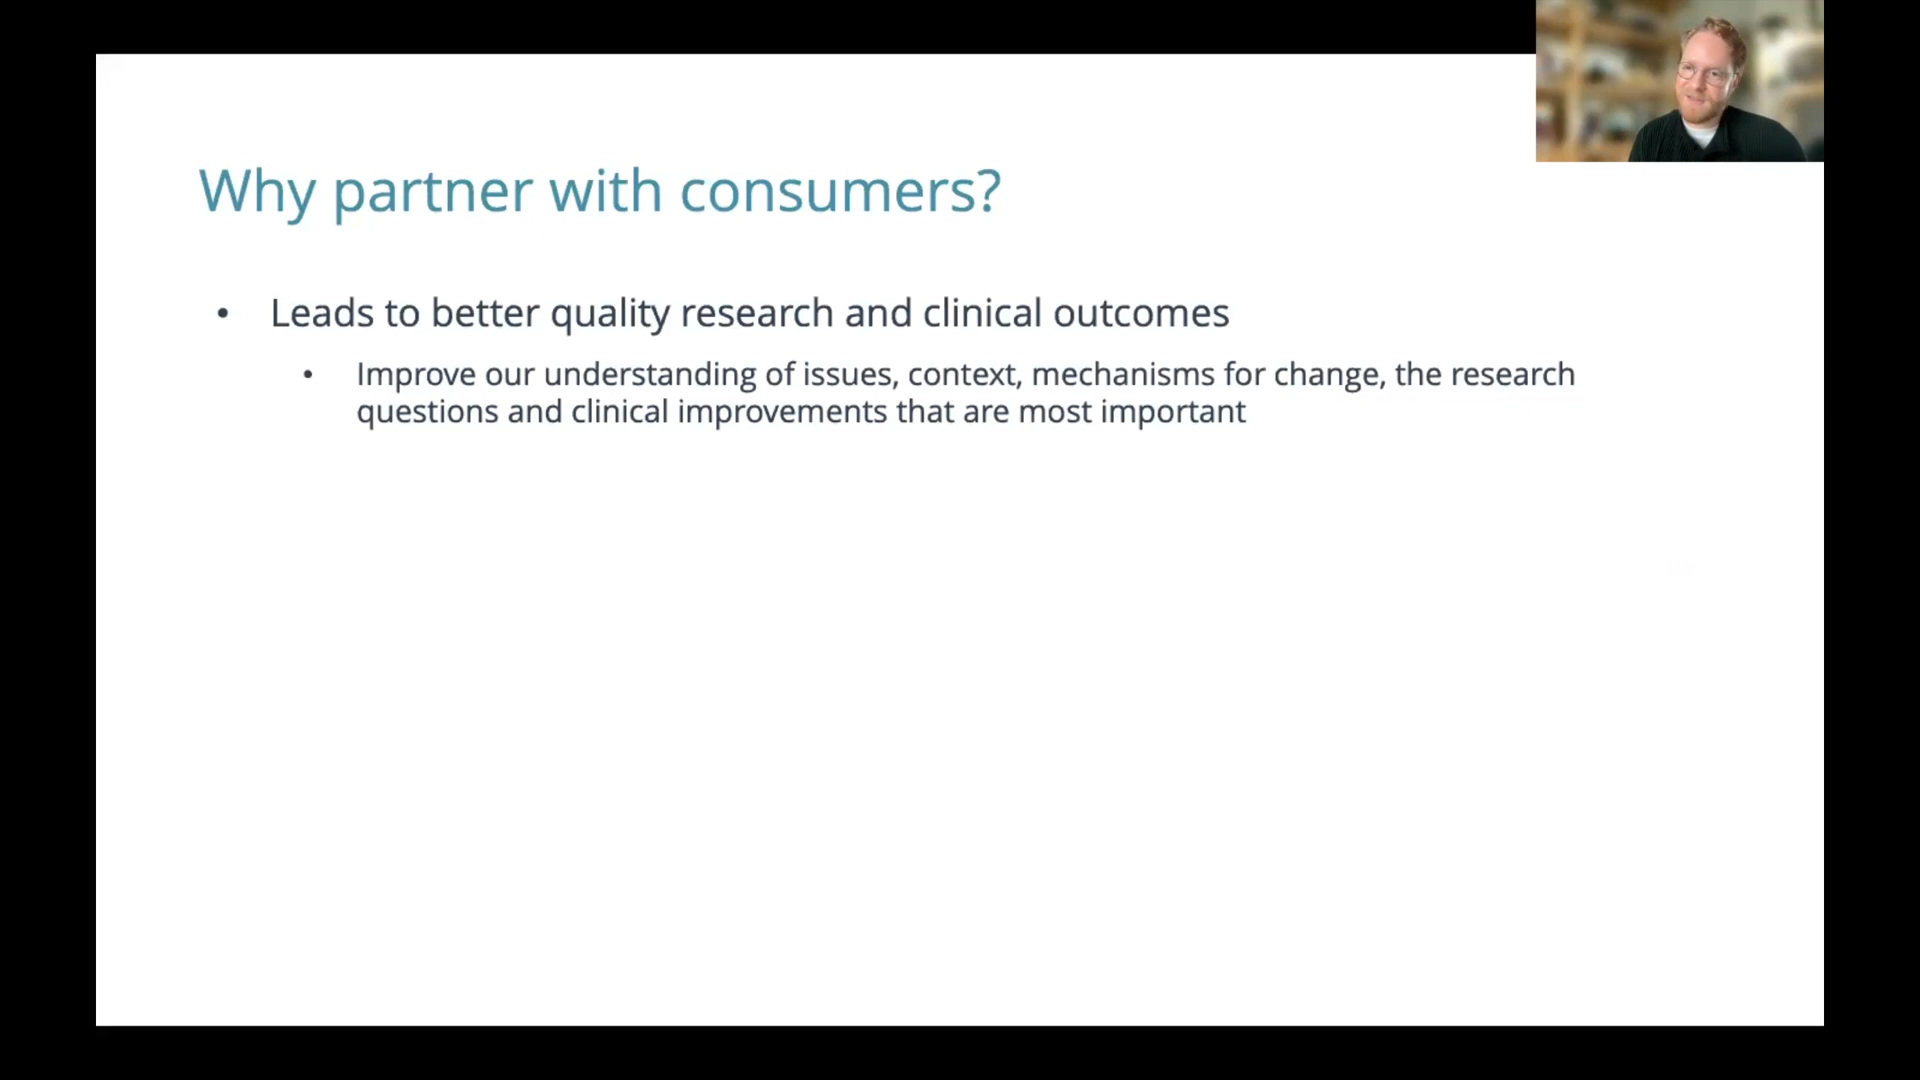 Why partner with consumers?
• Leads to better quality research and clinical outcomes
• Improve our understanding of issues, context, mechanisms for change, the research
questions and clinical improvements that are most important